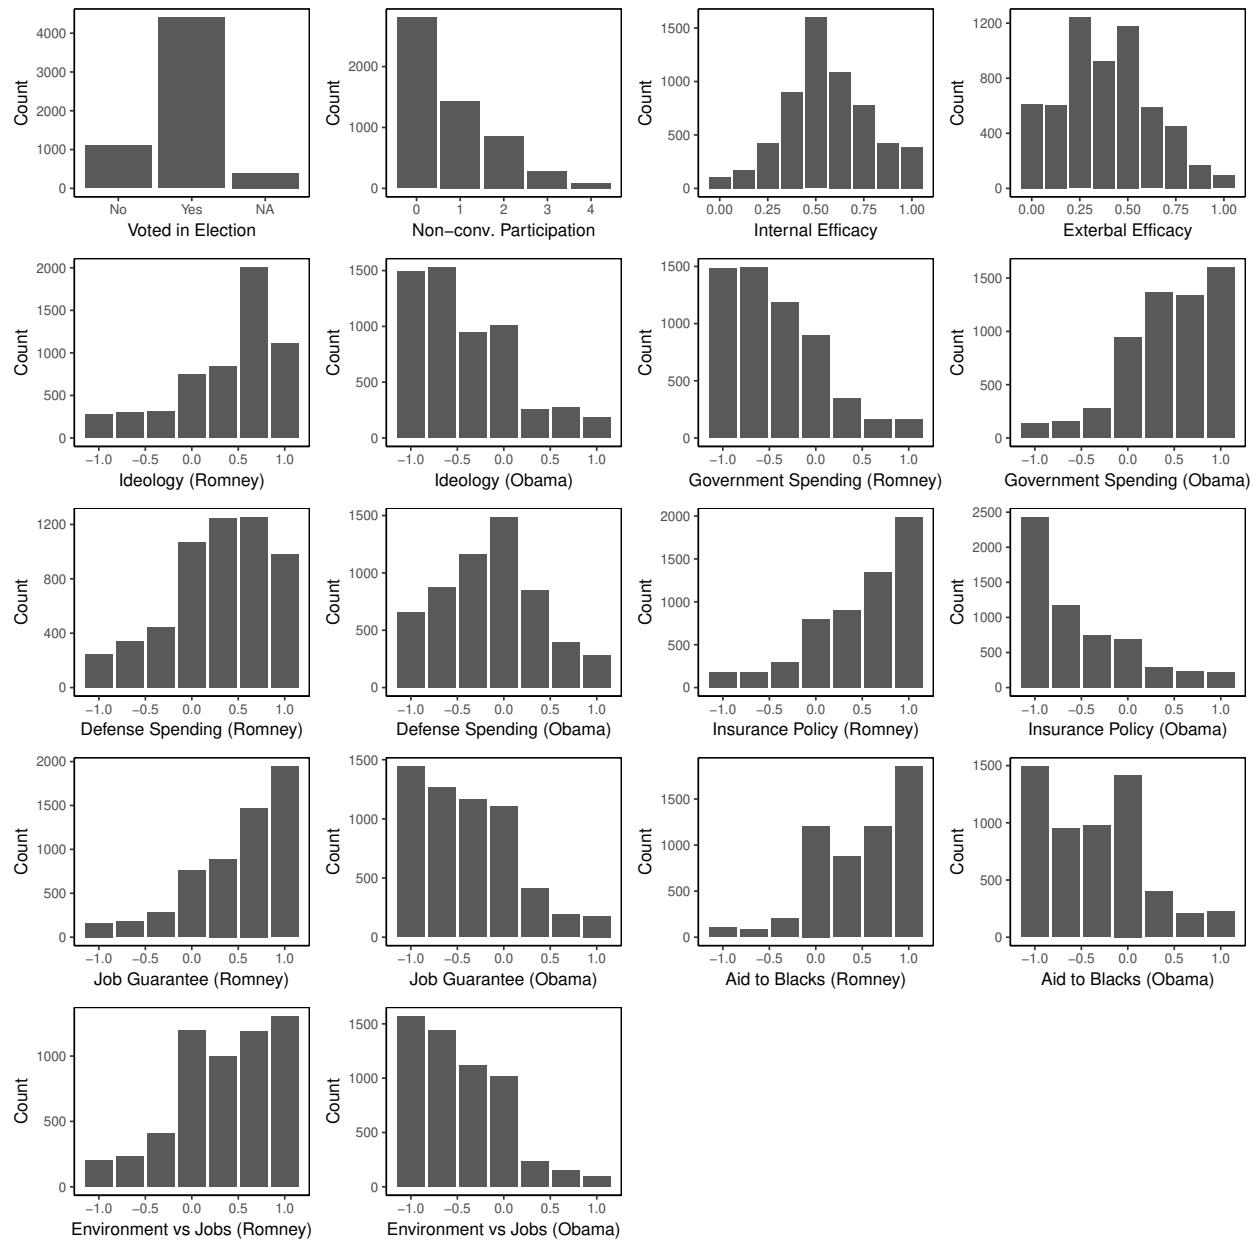 Count
4000
3000
2000
1000
0
No Yes NA
Voted in Election
Count
2000
1000
0
0 1 2 3 4
Non−conv. Participation
Count
1500
1000
500
0
0.00 0.25 0.50 0.75 1.00
Internal Efficacy
Count
1200
800
400
0
0.00 0.25 0.50 0.75 1.00
Exterbal Efficacy
Count
2000
1500
1000
500
0
−1.0 −0.5 0.0 0.5 1.0
Ideology (Romney)
Count
1500
1000
500
0
−1.0 −0.5 0.0 0.5 1.0
Ideology (Obama)
Count
1500
1000
500
0
−1.0 −0.5 0.0 0.5 1.0
Government Spending (Romney)
Count
1500
1000
500
0
−1.0 −0.5 0.0 0.5 1.0
Government Spending (Obama)
Count
1200
800
400
0
−1.0 −0.5 0.0 0.5 1.0
Defense Spending (Romney)
Count
1500
1000
500
0
−1.0 −0.5 0.0 0.5 1.0
Defense Spending (Obama)
Count
2000
1500
1000
500
0
−1.0 −0.5 0.0 0.5 1.0
Insurance Policy (Romney)
Count
2500
2000
1500
1000
500
0
−1.0 −0.5 0.0 0.5 1.0
Insurance Policy (Obama)
Count
2000
1500
1000
500
0
−1.0 −0.5 0.0 0.5 1.0
Job Guarantee (Romney)
Count
1500
1000
500
0
−1.0 −0.5 0.0 0.5 1.0
Job Guarantee (Obama)
Count
1500
1000
500
0
−1.0 −0.5 0.0 0.5 1.0
Aid to Blacks (Romney)
Count
1500
1000
500
0
−1.0 −0.5 0.0 0.5 1.0
Aid to Blacks (Obama)
Count
1000
500
0
−1.0 −0.5 0.0 0.5 1.0
Environment vs Jobs (Romney)
Count
1500
1000
500
0
−1.0 −0.5 0.0 0.5 1.0
Environment vs Jobs (Obama)